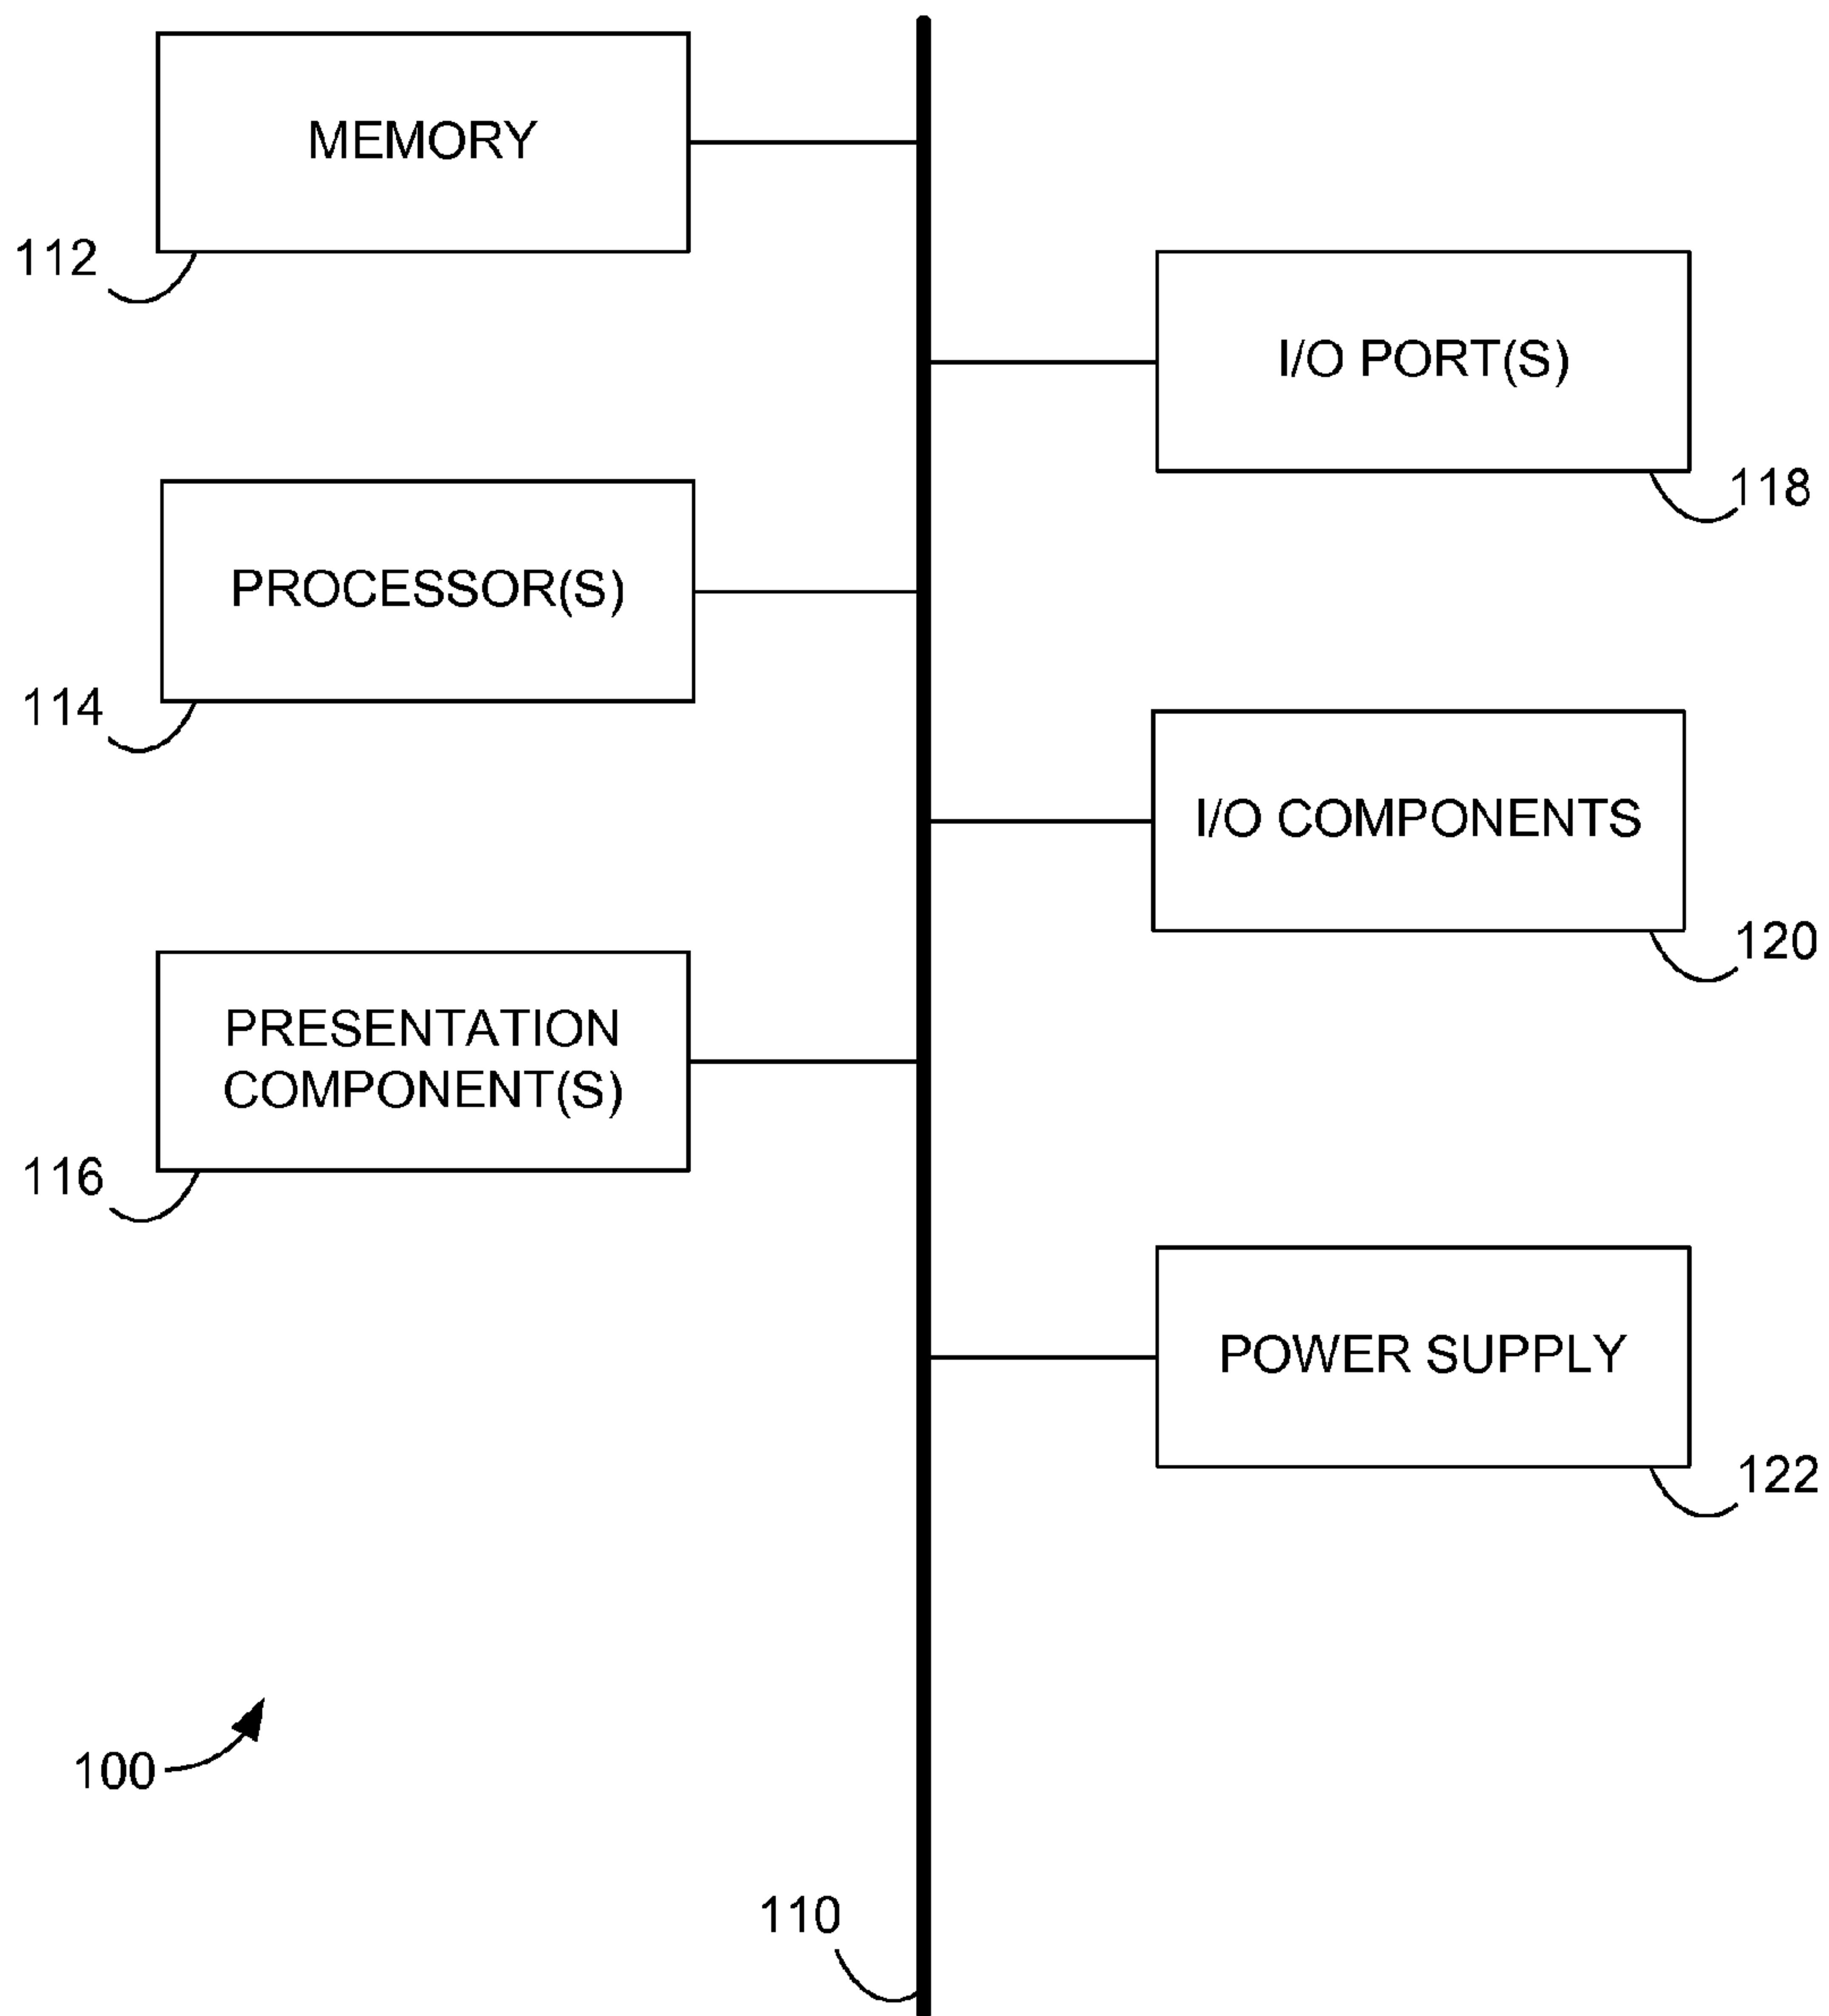 MEMORY
112
I/O PORT(S)
118
PROCESSOR(S)
114
I/O COMPONENTS
120
PRESENTATION
COMPONENT(S)
116
POWER SUPPLY
122
100
110